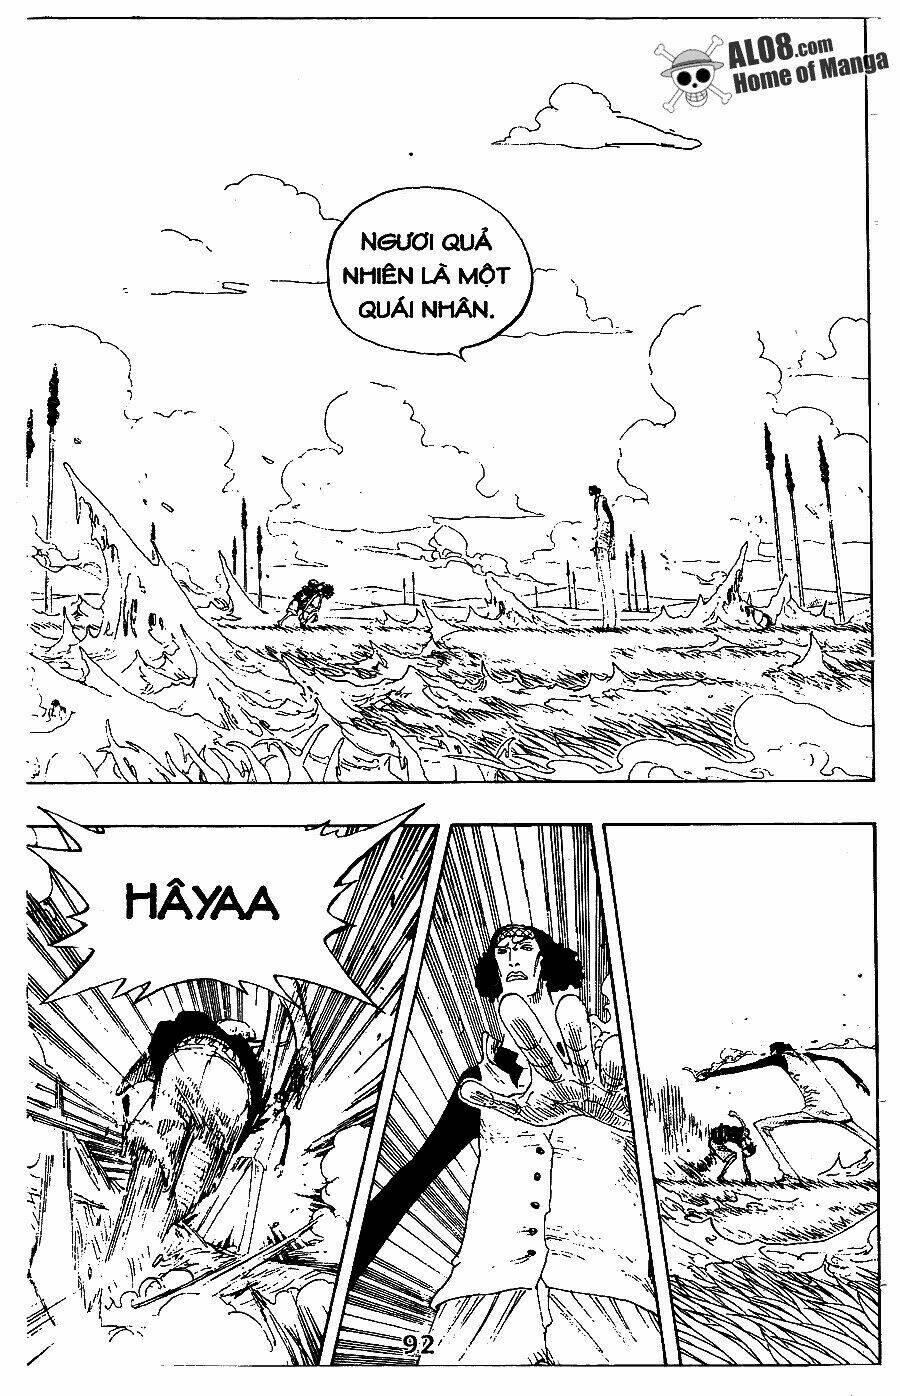 ALO8.com
Home of Manga
NGƯƠI QUẢ
NHIÊN LÀ MỘT
QUÁI NHÂN.
HÂYAA
92